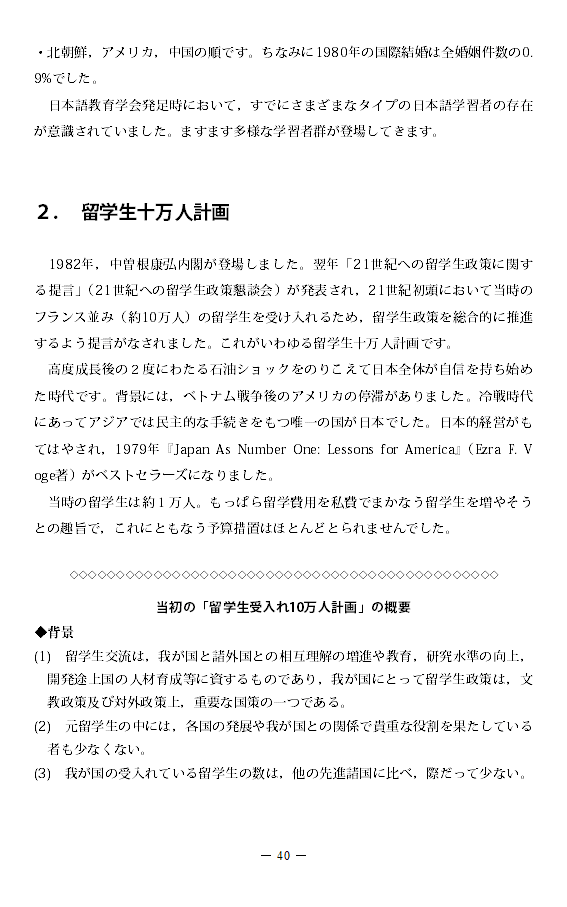 ・北朝鮮，アメリカ，中国の順です。ちなみに1980年の国際結婚は全婚姻件数の0.
9%でした。
日本語教育学会発足時において，すでにさまざまなタイプの日本語学習者の存在
が意識されていました。ますます多様な学習者群が登場してきます。
２．　留学生十万人計画
1982年，中曽根康弘内閣が登場しました。翌年「21世紀への留学生政策に関す
る提言」（21世紀への留学生政策懇談会）が発表され，21世紀初頭において当時の
フランス並み（約10万人）の留学生を受け入れるため，留学生政策を総合的に推進
するよう提言がなされました。これがいわゆる留学生十万人計画です。
高度成長後の２度にわたる石油ショックをのりこえて日本全体が自信を持ち始め
た時代です。背景には，ベトナム戦争後のアメリカの停滞がありました。冷戦時代
にあってアジアでは民主的な手続きをもつ唯一の国が日本でした。日本的経営がも
てはやされ，1979年『Japan As Number One: Lessons for America』（Ezra F. V
oge著）がベストセラーズになりました。
当時の留学生は約１万人。もっぱら留学費用を私費でまかなう留学生を増やそう
との趣旨で，これにともなう予算措置はほとんどとられませんでした。
◇◇◇◇◇◇◇◇◇◇◇◇◇◇◇◇◇◇◇◇◇◇◇◇◇◇◇◇◇◇◇◇◇◇◇◇◇◇◇◇◇◇◇◇◇◇◇
当初の「留学生受入れ10万人計画」の概要
◆背景
(1)　留学生交流は，我が国と諸外国との相互理解の増進や教育，研究水準の向上，
開発途上国の人材育成等に資するものであり，我が国にとって留学生政策は，文
教政策及び対外政策上，重要な国策の一つである。
(2)　元留学生の中には，各国の発展や我が国との関係で貴重な役割を果たしている
者も少なくない。
(3)　我が国の受入れている留学生の数は，他の先進諸国に比べ，際だって少ない。
― 40 ―